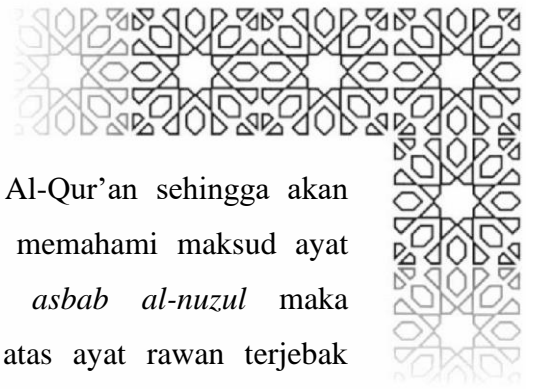 Al-Qur’an sehingga akan
memahami maksud ayat
asbab al-nuzul maka
atas ayat rawan terjebak